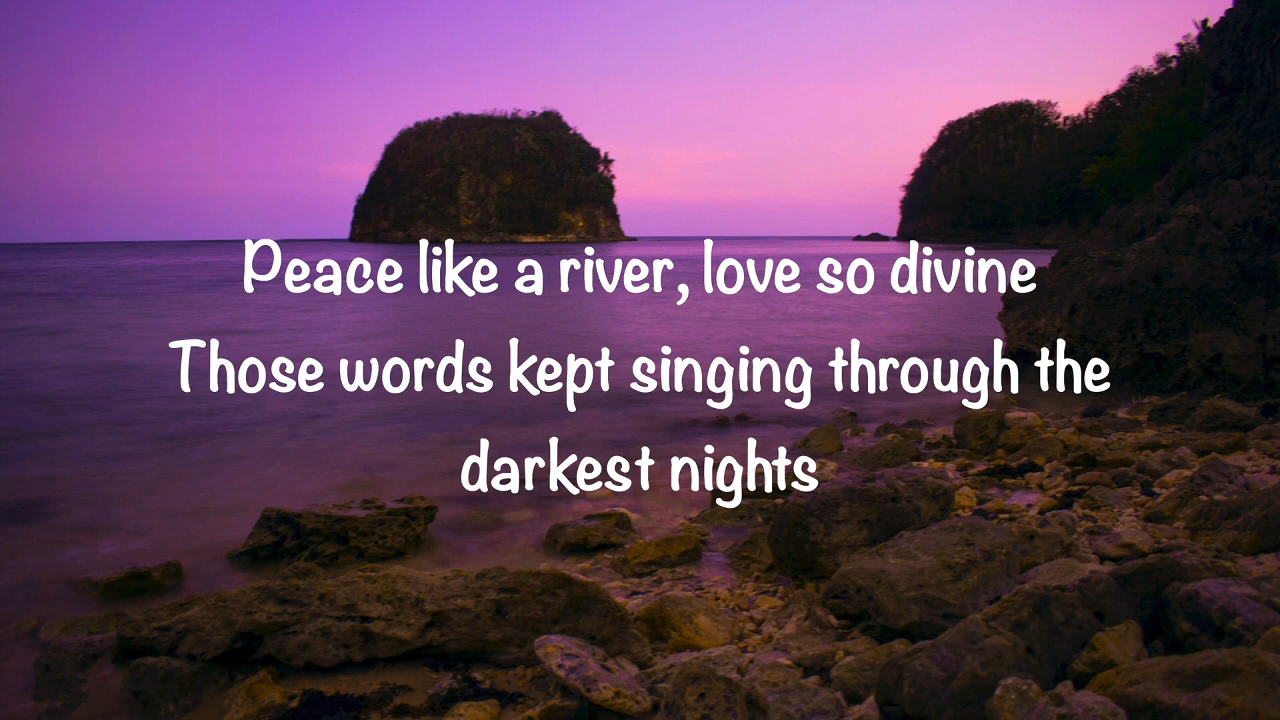 Peace like a river, love so divine
Those words kept singing through the
darkest nights